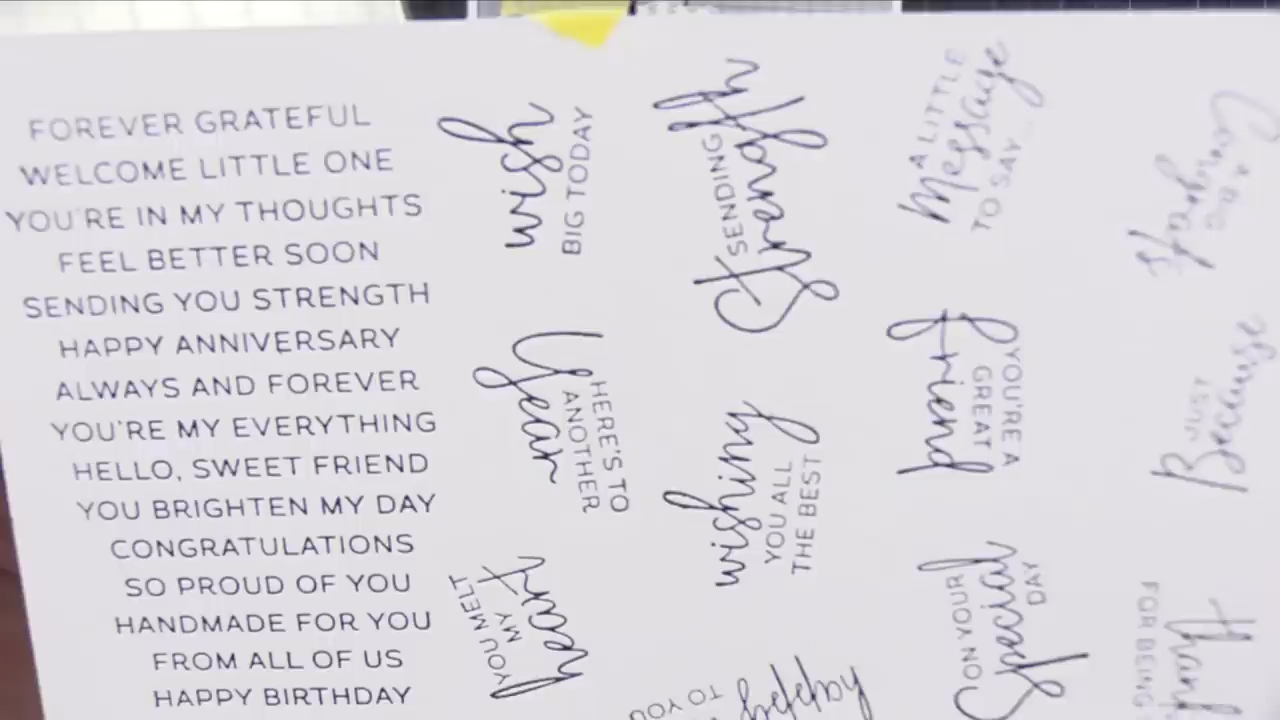 FOREVER GRATEFUL
WELCOME LITTLE ONE
YOU'RE IN MY THOUGHTS
FEEL BETTER SOON
SENDING YOU STRENGTH
HAPPY ANNIVERSARY
ALWAYS AND FOREVER
YOU'RE MY EVERYTHING
HELLO, SWEET FRIEND
YOU BRIGHTEN MY DAY
CONGRATULATIONS
SO PROUD OF YOU
HANDMADE FOR YOU
FROM ALL OF US
HAPPY BIRTHDAY
wish
BIG TODAY
HERE'S TO
ANOTHER
Year
YOU MELT
MY
heart
SENDING
Strength
wishing
YOU ALL
THE BEST
happy
TO YOU
A LITTLE
Message
TO SAY...
YOU'RE A
GREAT
friend
ON YOUR
Special
DAY
JUST
Because
FOR BEING